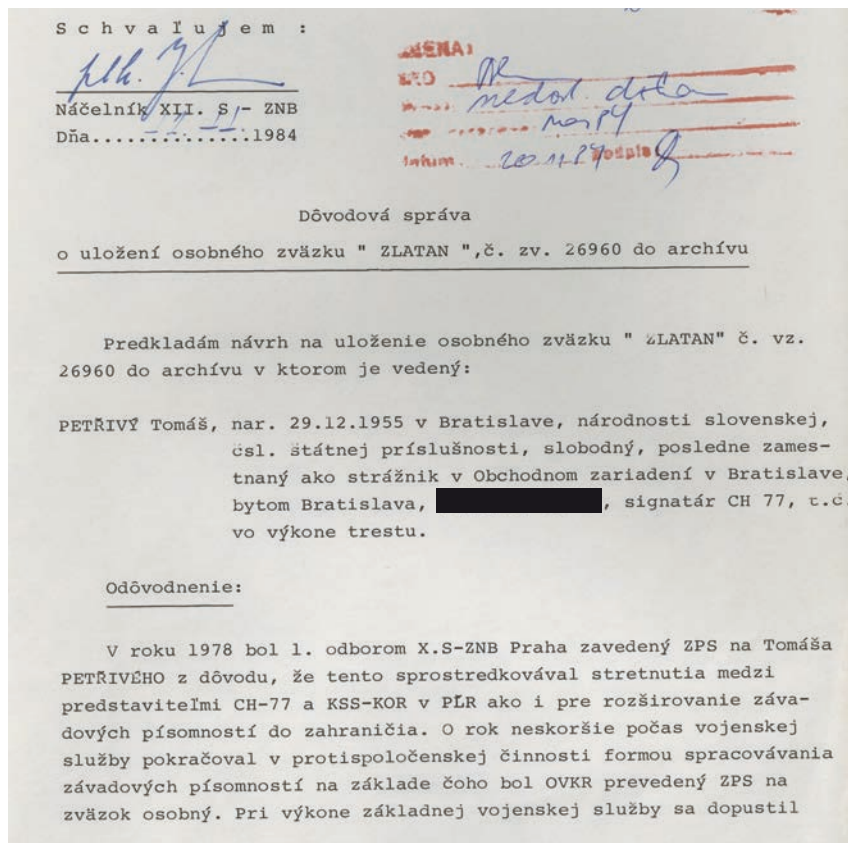 Schvaľujem :
plk.
Náčelník XII. S - ZNB
Dňa...............1984
Dôvodová správa
o uložení osobného zväzku " ZLATAN ",č. zv. 26960 do archívu
Predkladám návrh na uloženie osobného zväzku " ZLATAN" č. vz.
26960 do archívu v ktorom je vedený:
PETŘIVÝ Tomáš, nar. 29.12.1955 v Bratislave, národnosti slovenskej,
čsl. štátnej príslušnosti, slobodný, posledne zames-
tnaný ako strážnik v Obchodnom zariadení v Bratislave,
bytom Bratislava, , signatár CH 77, t.č.
vo výkone trestu.
Odôvodnenie:
V roku 1978 bol 1. odborom X.S-ZNB Praha zavedený ZPS na Tomáša
PETŘIVÉHO z dôvodu, že tento sprostredkovával stretnutia medzi
predstaviteľmi CH-77 a KSS-KOR v PĽR ako i pre rozširovanie záva-
dových písomností do zahraničia. O rok neskoršie počas vojenskej
služby pokračoval v protispoločenskej činnosti formou spracovávania
závadových písomností na základe čoho bol OVKR prevedený ZPS na
zväzok osobný. Pri výkone základnej vojenskej služby sa dopustil